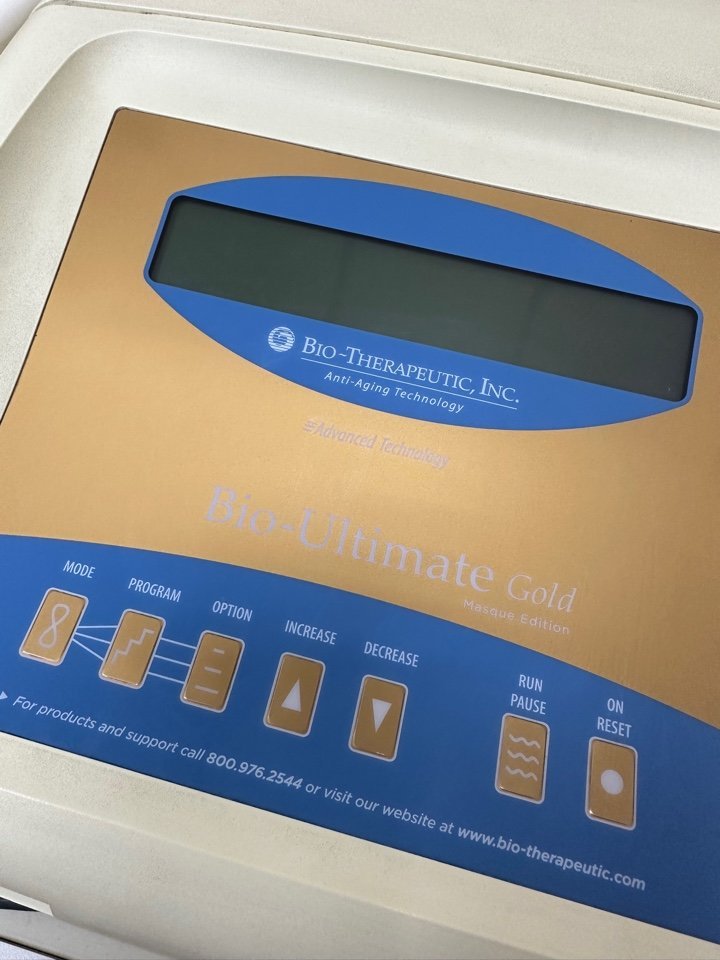 BIO-THERAPEUTIC, INC.
Anti-Aging Technology
Advanced Technology
Bio-Ultimate Gold
Masque Edition
MODE
PROGRAM
OPTION
INCREASE
DECREASE
RUN
PAUSE
ON
RESET
For products and support call 800.976.2544 or visit our website at www.bio-therapeutic.com